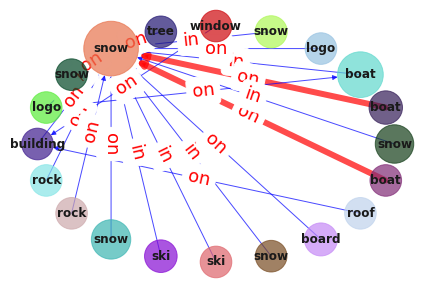 tree
window
snow
snow
logo
snow
boat
logo
boat
building
snow
rock
boat
rock
roof
snow
board
ski
ski
snow
on
in
on
on
on
on
on
in
on
on
on
on
in
in
in
on
on